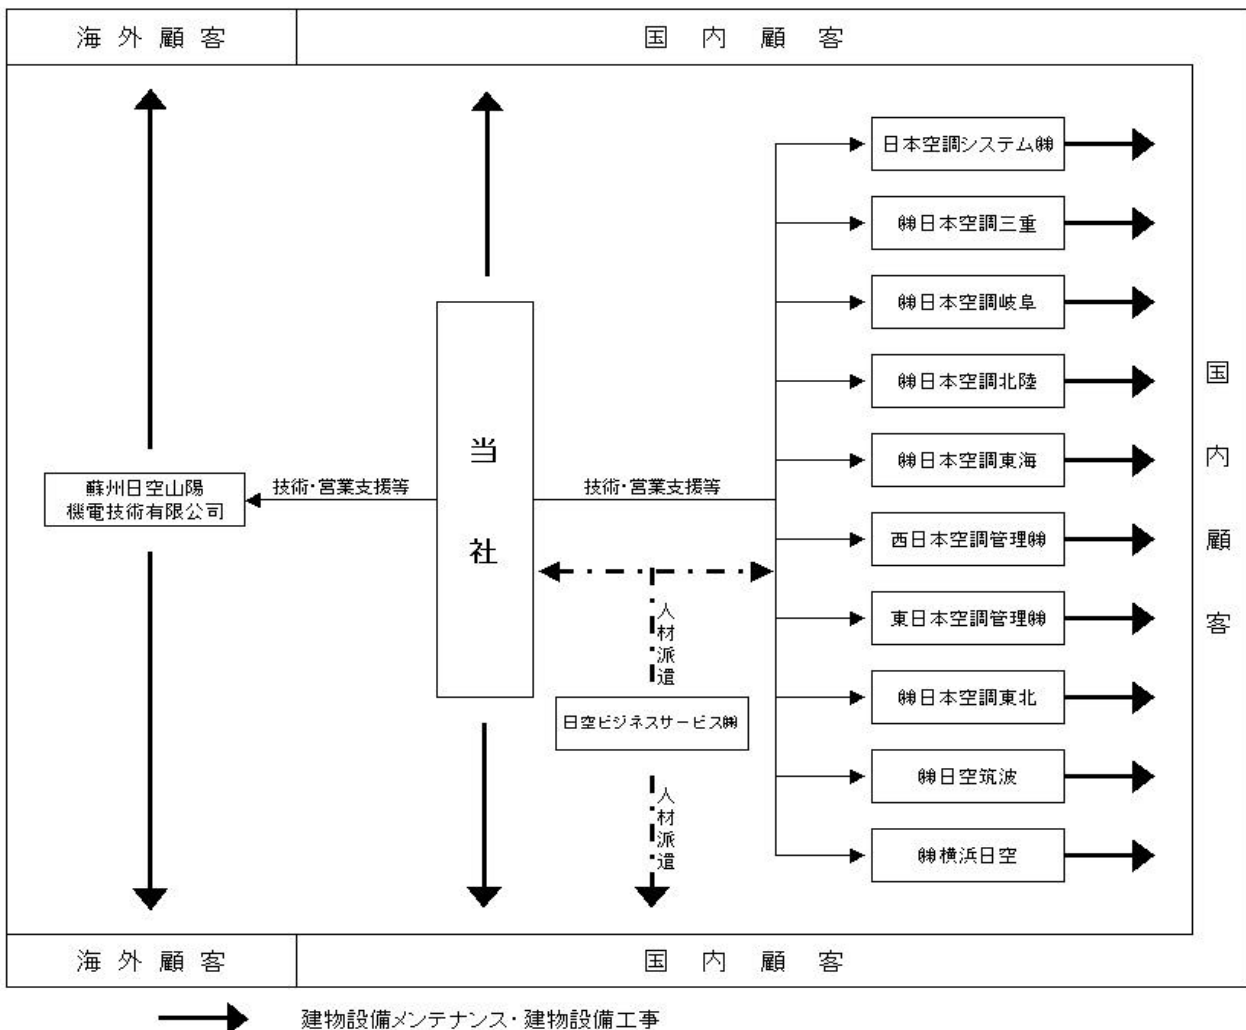 海外顧客
国内顧客
日本空調システム㈱
㈱日本空調三重
㈱日本空調岐阜
㈱日本空調北陸
㈱日本空調東海
西日本空調管理㈱
東日本空調管理㈱
㈱日本空調東北
㈱日空筑波
㈱横浜日空
国内顧客
当社
蘇州日空山陽
機電技術有限公司
技術・営業支援等
技術・営業支援等
人材派遣
日空ビジネスサービス㈱
人材派遣
海外顧客
国内顧客
建物設備メンテナンス・建物設備工事